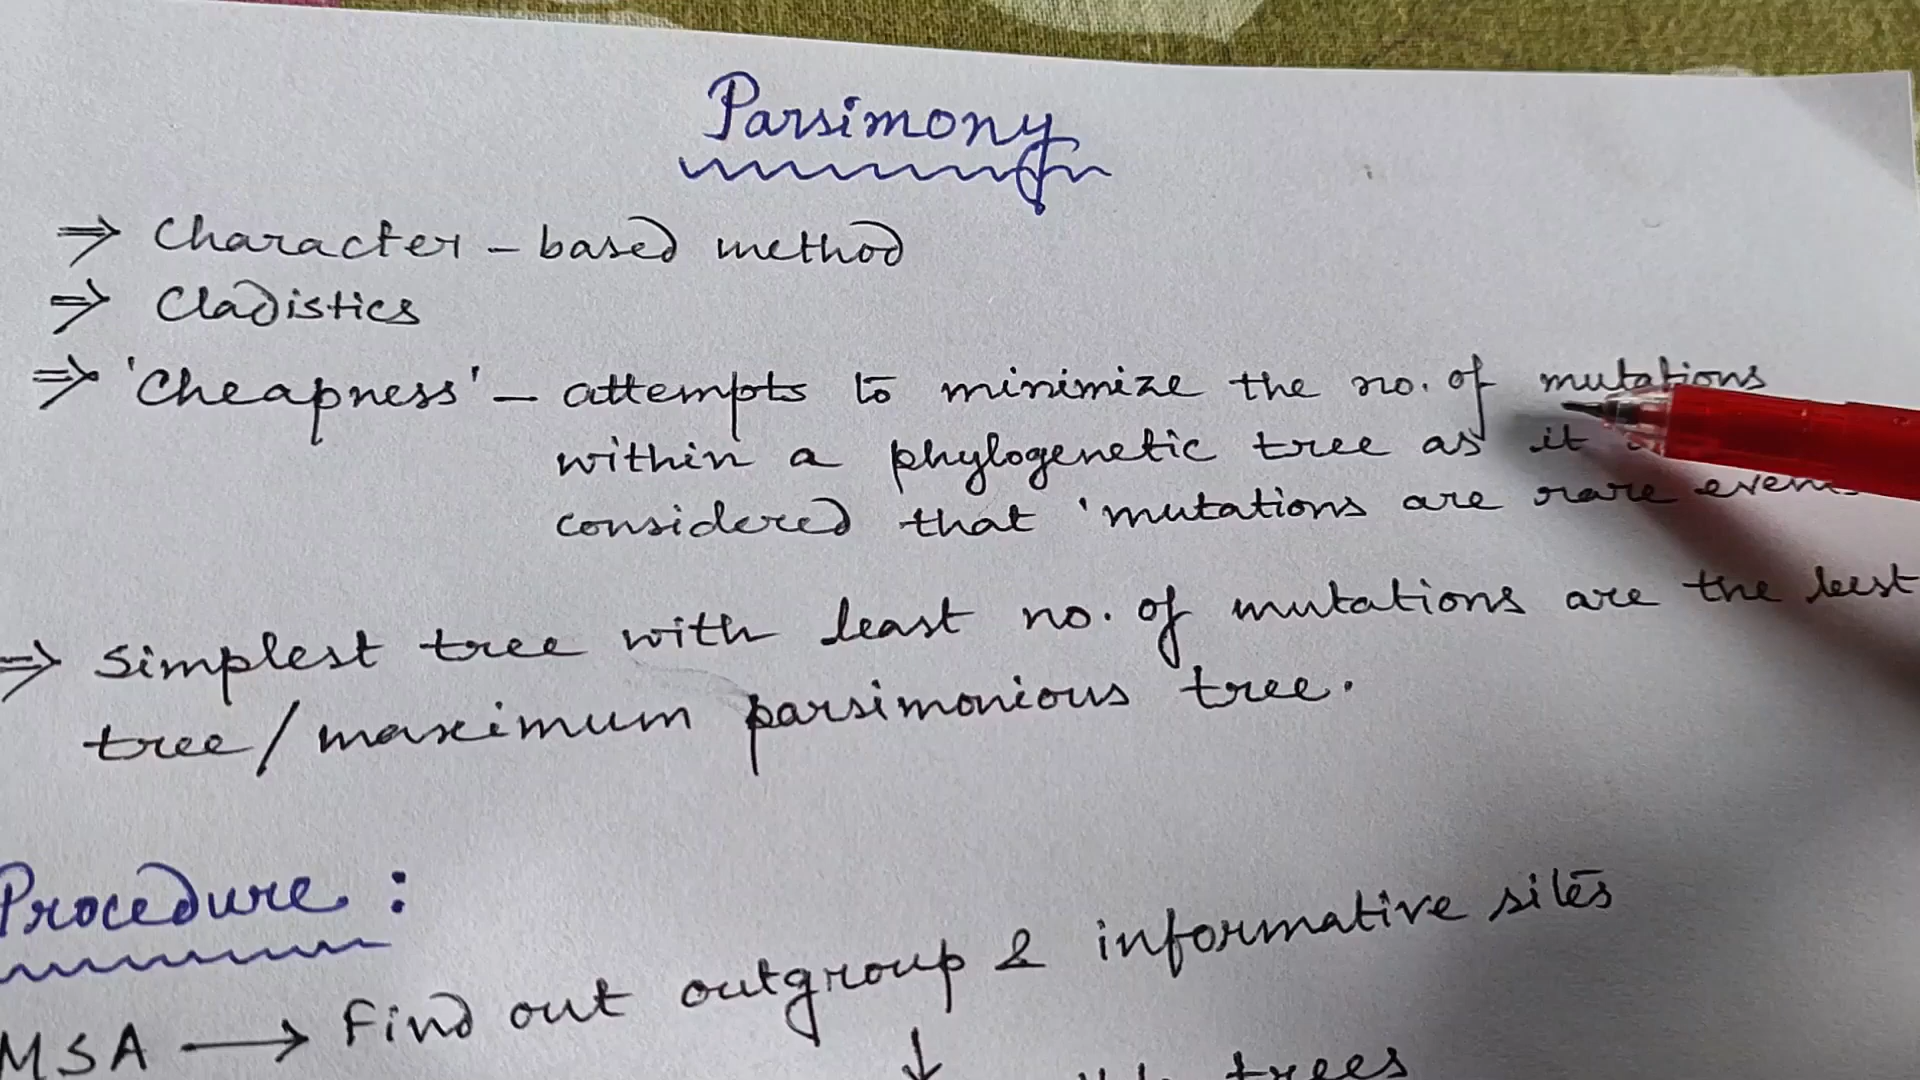 Parsimony
⇒ Character-based method
⇒ Cladistics
⇒ 'Cheapness' - attempts to minimize the no. of mutations
within a phylogenetic tree as it
considered that 'mutations are rare
⇒ Simplest tree with least no. of mutations are the best
tree / maximum parsimonious tree.
Procedure :
MSA → Find out outgroup & informative sites
↓
trees